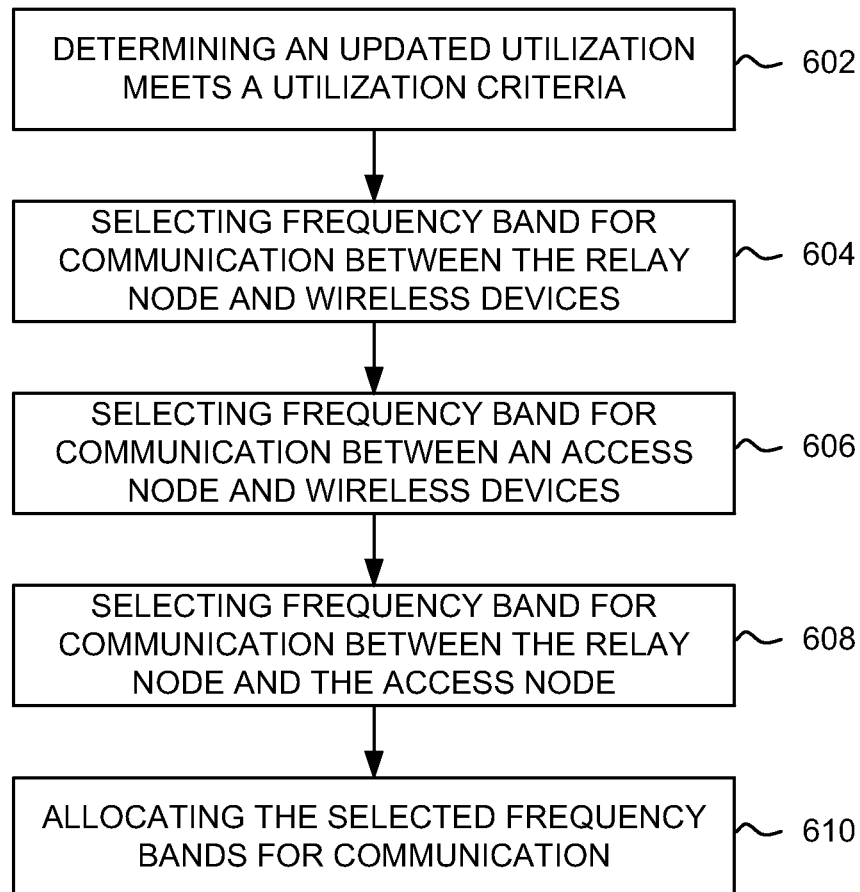 DETERMINING AN UPDATED UTILIZATION
MEETS A UTILIZATION CRITERIA
602
SELECTING FREQUENCY BAND FOR
COMMUNICATION BETWEEN THE RELAY
NODE AND WIRELESS DEVICES
604
SELECTING FREQUENCY BAND FOR
COMMUNICATION BETWEEN AN ACCESS
NODE AND WIRELESS DEVICES
606
SELECTING FREQUENCY BAND FOR
COMMUNICATION BETWEEN THE RELAY
NODE AND THE ACCESS NODE
608
ALLOCATING THE SELECTED FREQUENCY
BANDS FOR COMMUNICATION
610